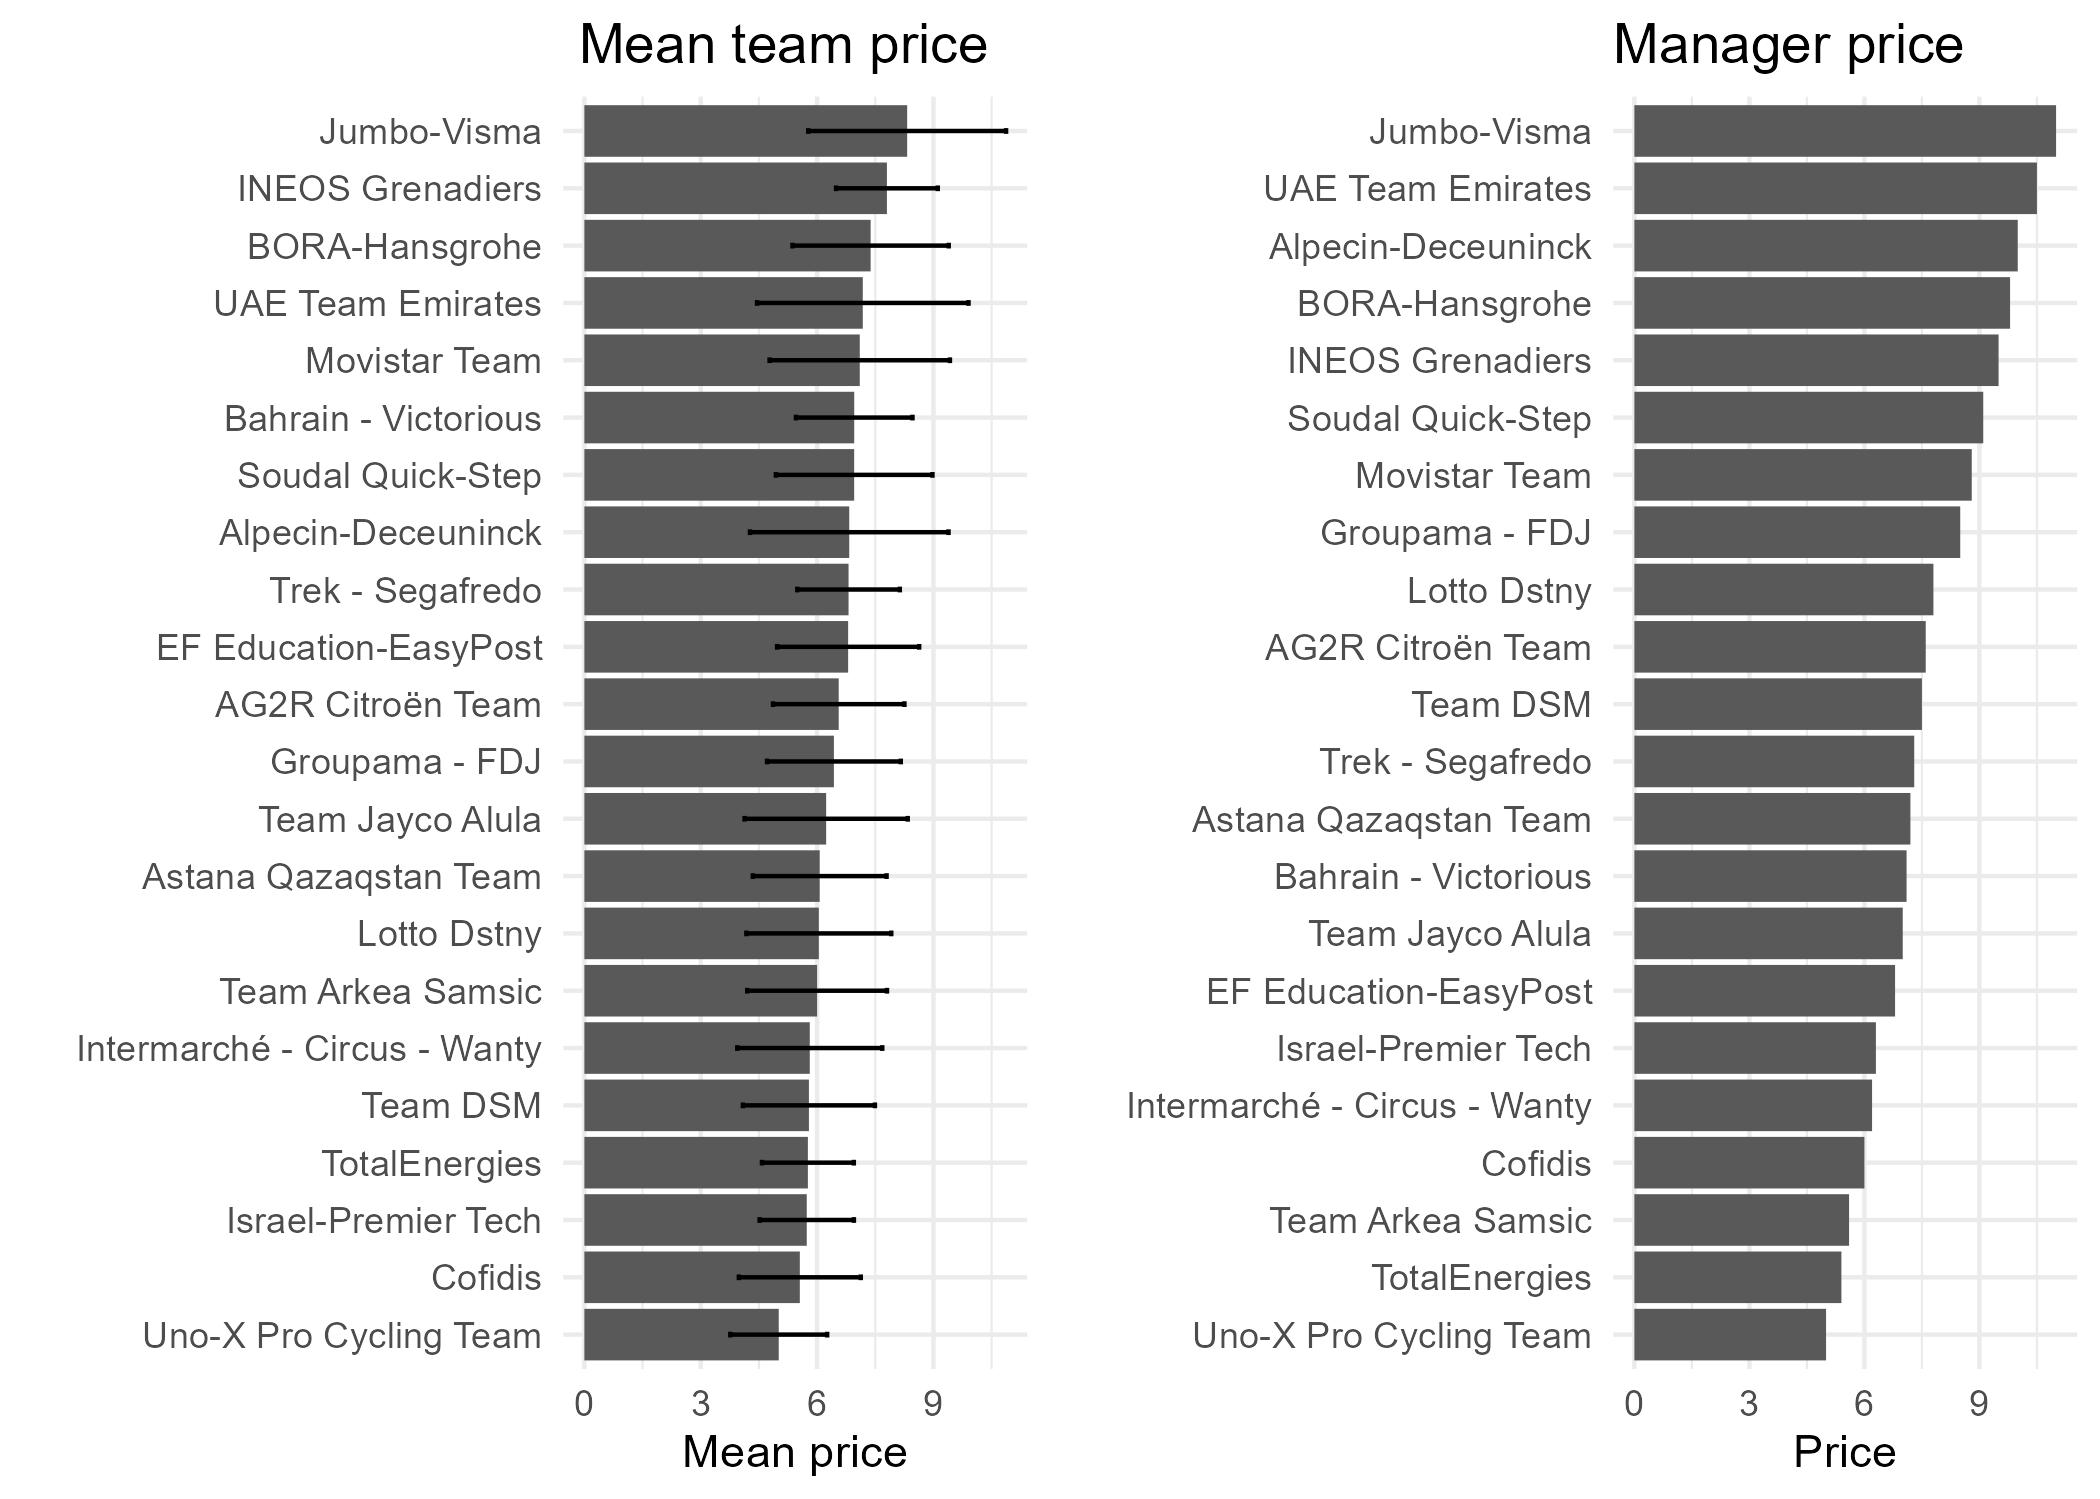 Mean team price
Jumbo-Visma
INEOS Grenadiers
BORA-Hansgrohe
UAE Team Emirates
Movistar Team
Bahrain - Victorious
Soudal Quick-Step
Alpecin-Deceuninck
Trek - Segafredo
EF Education-EasyPost
AG2R Citroën Team
Groupama - FDJ
Team Jayco Alula
Astana Qazaqstan Team
Lotto Dstny
Team Arkea Samsic
Intermarché - Circus - Wanty
Team DSM
TotalEnergies
Israel-Premier Tech
Cofidis
Uno-X Pro Cycling Team
0 3 6 9
Mean price
Manager price
Jumbo-Visma
UAE Team Emirates
Alpecin-Deceuninck
BORA-Hansgrohe
INEOS Grenadiers
Soudal Quick-Step
Movistar Team
Groupama - FDJ
Lotto Dstny
AG2R Citroën Team
Team DSM
Trek - Segafredo
Astana Qazaqstan Team
Bahrain - Victorious
Team Jayco Alula
EF Education-EasyPost
Israel-Premier Tech
Intermarché - Circus - Wanty
Cofidis
Team Arkea Samsic
TotalEnergies
Uno-X Pro Cycling Team
0 3 6 9
Price